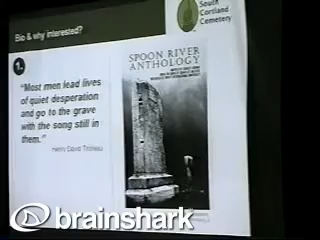 Bio & why interested?
South
Cortland
Cemetery
1.
"Most men lead lives
of quiet desperation
and go to the grave
with the song still in
them."
Henry David Thoreau
SPOON RIVER
ANTHOLOGY
brainshark